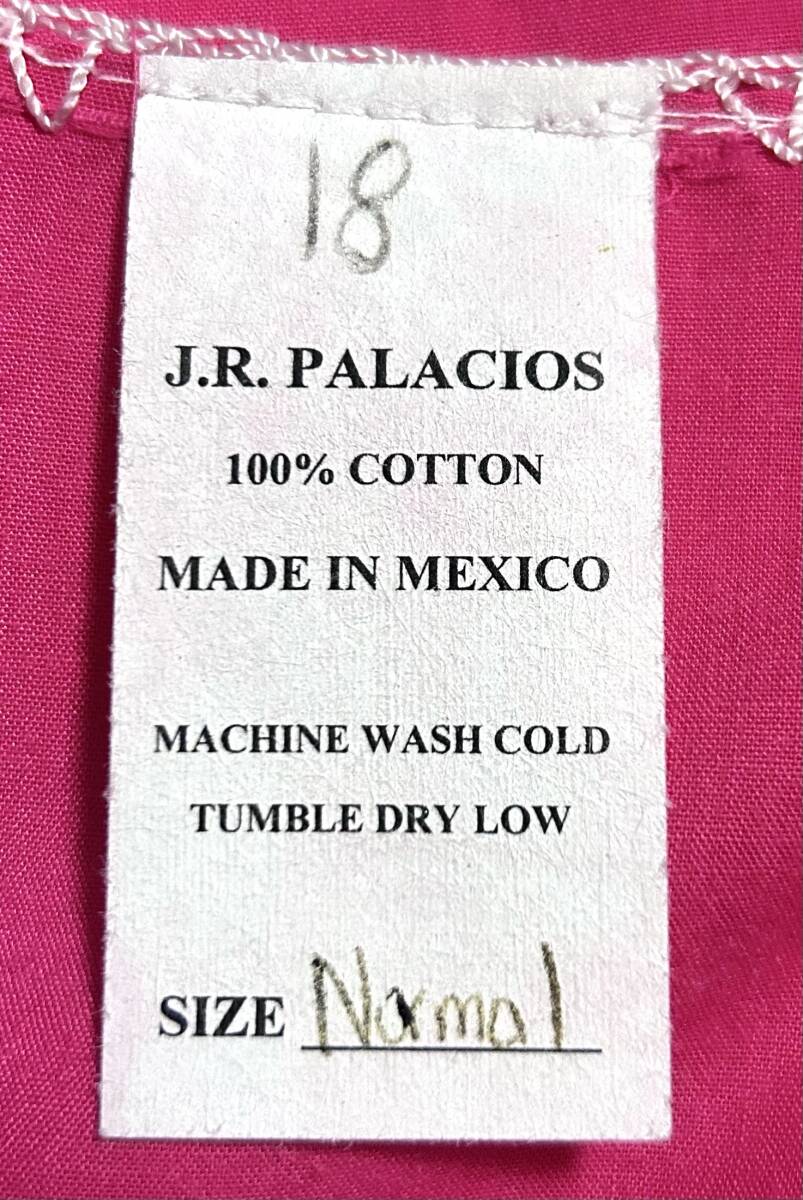 18
J.R. PALACIOS
100% COTTON
MADE IN MEXICO
MACHINE WASH COLD
TUMBLE DRY LOW
SIZE Normal